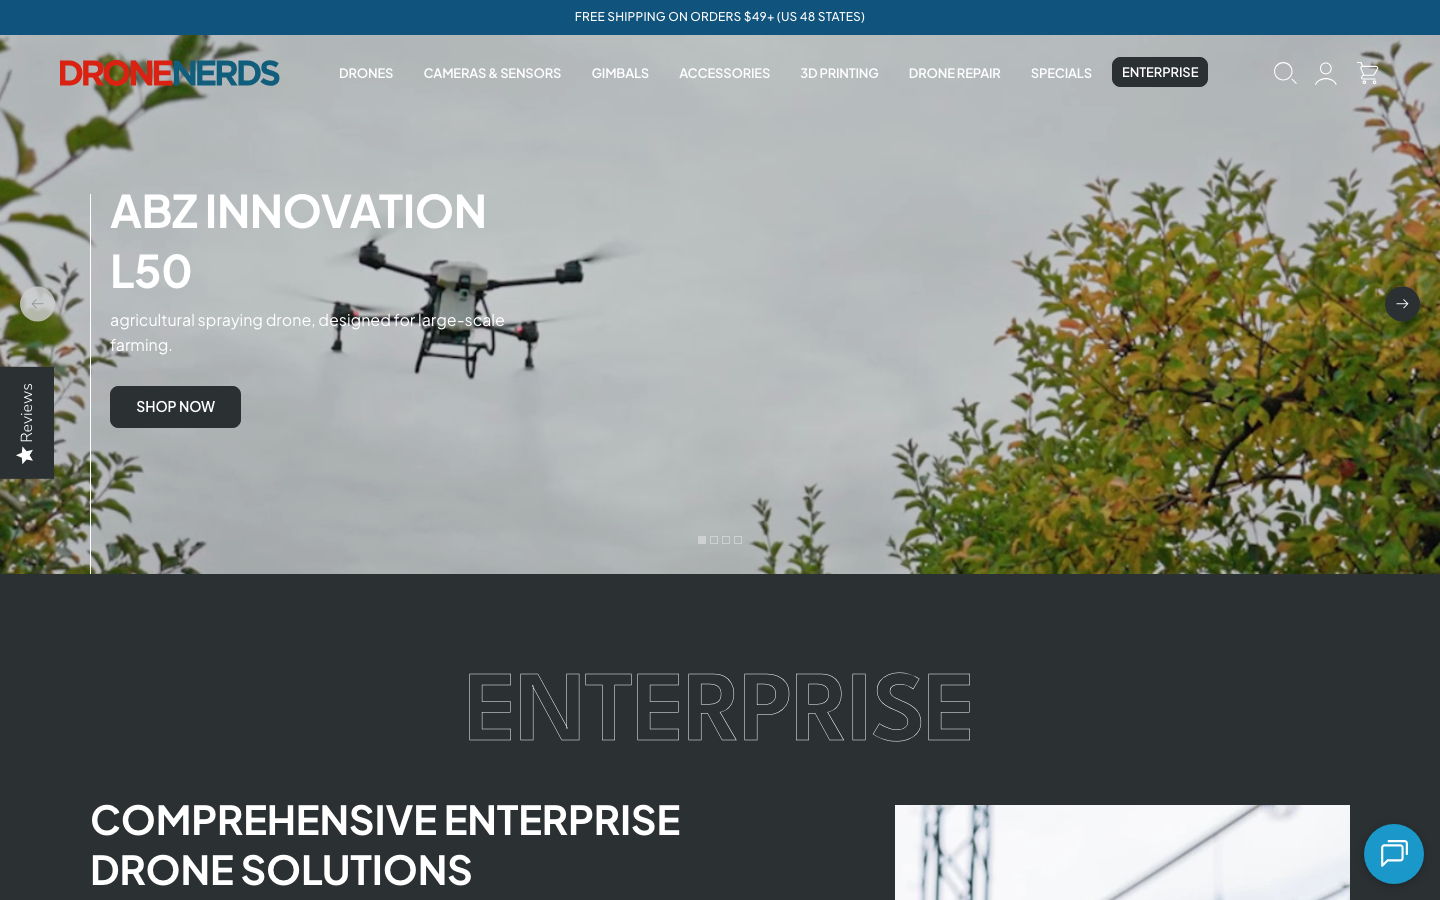 FREE SHIPPING ON ORDERS $49+ (US 48 STATES)
DRONENERDS
DRONES
CAMERAS & SENSORS
GIMBALS
ACCESSORIES
3D PRINTING
DRONE REPAIR
SPECIALS
ENTERPRISE
ABZ INNOVATION
L50
agricultural spraying drone, designed for large-scale
farming.
SHOP NOW
Reviews
ENTERPRISE
COMPREHENSIVE ENTERPRISE
DRONE SOLUTIONS